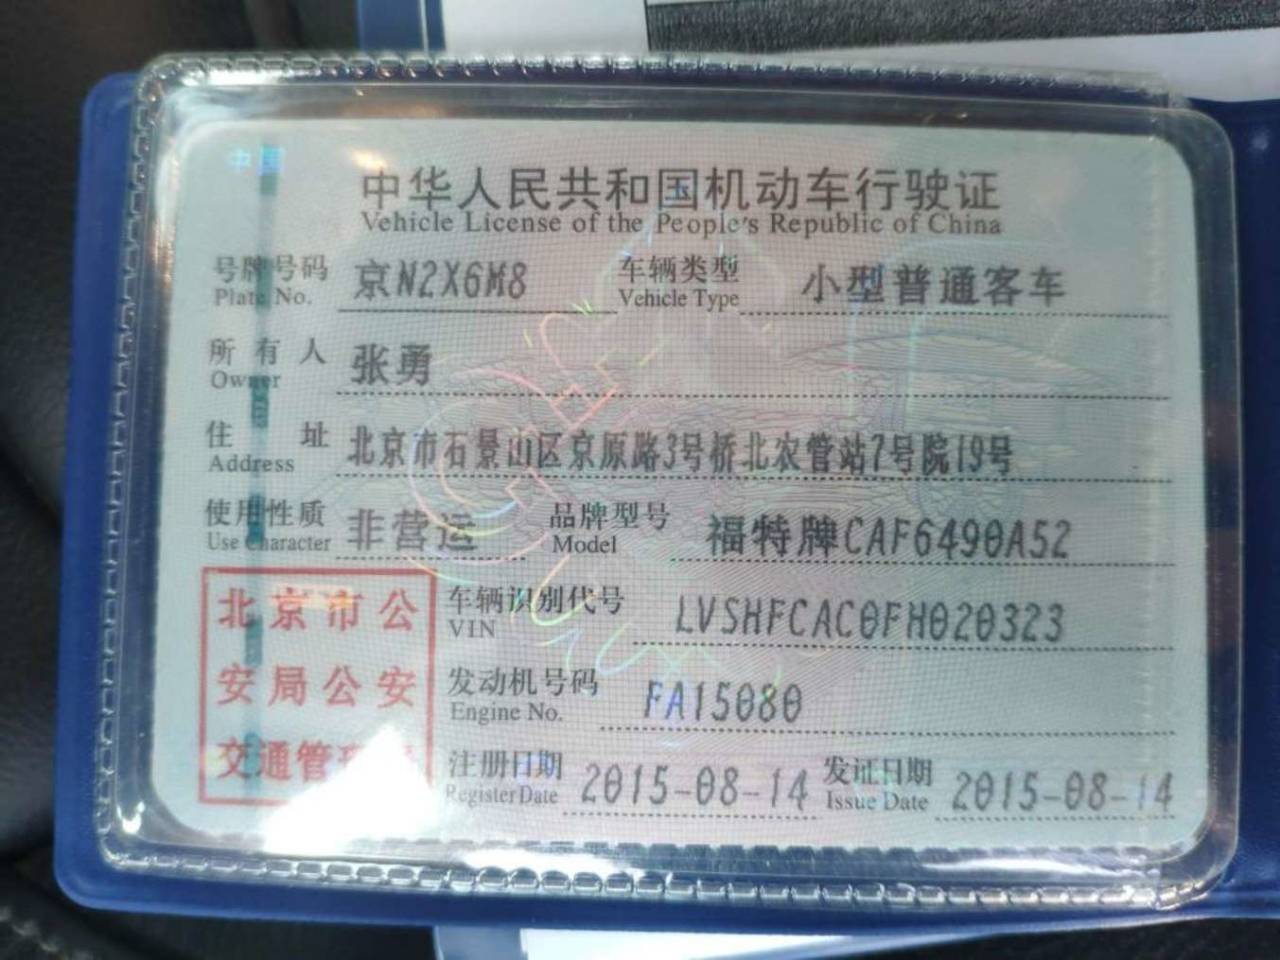 中国
中华人民共和国机动车行驶证
Vehicle License of the People's Republic of China
号牌号码 京N2X6M8 车辆类型 小型普通客车
Plate No. Vehicle Type
所有人 张勇
Owner
住址 北京市石景山区京原路3号桥北农管站7号院19号
Address
使用性质 非营运 品牌型号 福特牌CAF6490A52
Use Character Model
北京市公 车辆识别代号 LVSHFCAC0FH020323
VIN
安局公安 发动机号码 FA15080
Engine No.
交通管 注册日期 2015-08-14 发证日期 2015-08-14
Register Date Issue Date